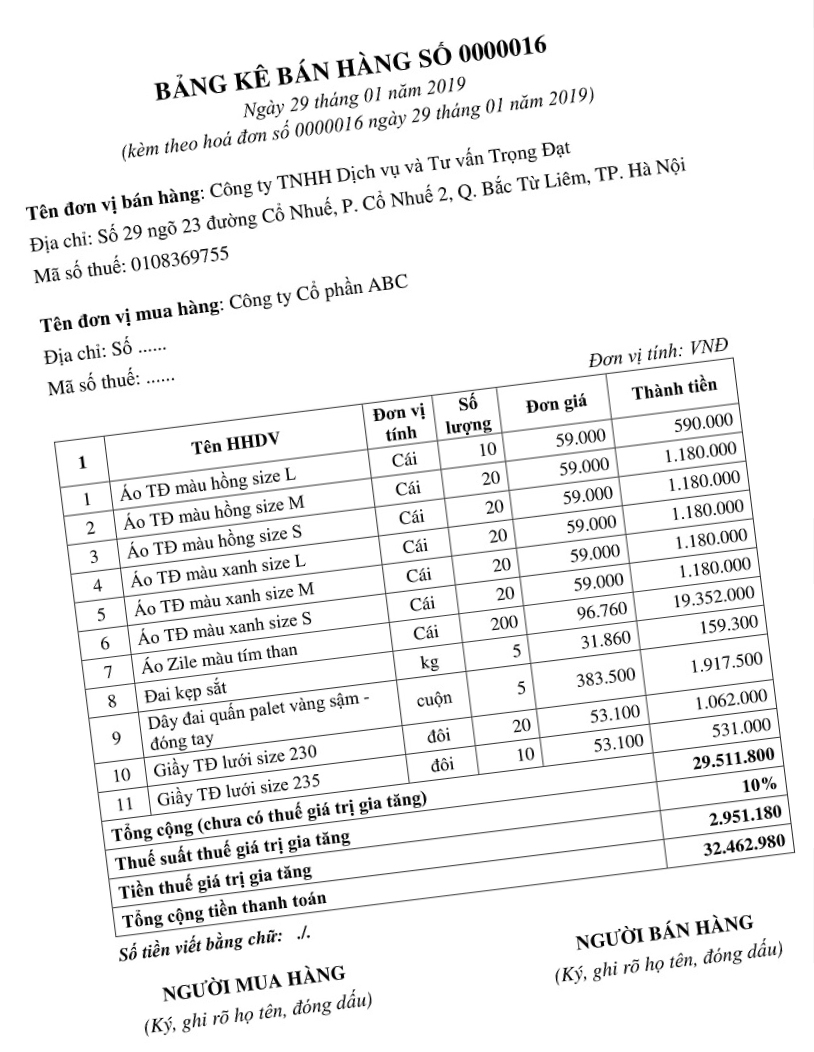 BẢNG KÊ BÁN HÀNG SỐ 0000016
Ngày 29 tháng 01 năm 2019
(kèm theo hoá đơn số 0000016 ngày 29 tháng 01 năm 2019)
Tên đơn vị bán hàng: Công ty TNHH Dịch vụ và Tư vấn Trọng Đạt
Địa chỉ: Số 29 ngõ 23 đường Cổ Nhuế, P. Cổ Nhuế 2, Q. Bắc Từ Liêm, TP. Hà Nội
Mã số thuế: 0108369755
Tên đơn vị mua hàng: Công ty Cổ phần ABC
Địa chỉ: Số ......
Mã số thuế: ......
Đơn vị tính: VNĐ
1 Tên HHDV Đơn vị tính Số lượng Đơn giá Thành tiền
1 Áo TĐ màu hồng size L Cái 10 59.000 590.000
2 Áo TĐ màu hồng size M Cái 20 59.000 1.180.000
3 Áo TĐ màu hồng size S Cái 20 59.000 1.180.000
4 Áo TĐ màu xanh size L Cái 20 59.000 1.180.000
5 Áo TĐ màu xanh size M Cái 20 59.000 1.180.000
6 Áo TĐ màu xanh size S Cái 20 59.000 1.180.000
7 Áo Zile màu tím than Cái 200 96.760 19.352.000
8 Đai kẹp sắt kg 5 31.860 159.300
9 Dây đai quấn palet vàng sậm - đóng tay cuộn 5 383.500 1.917.500
10 Giầy TĐ lưới size 230 đôi 20 53.100 1.062.000
11 Giầy TĐ lưới size 235 đôi 10 53.100 531.000
Tổng cộng (chưa có thuế giá trị gia tăng) 29.511.800
Thuế suất thuế giá trị gia tăng 10%
Tiền thuế giá trị gia tăng 2.951.180
Tổng cộng tiền thanh toán 32.462.980
Số tiền viết bằng chữ: ./.
NGƯỜI MUA HÀNG NGƯỜI BÁN HÀNG
(Ký, ghi rõ họ tên, đóng dấu) (Ký, ghi rõ họ tên, đóng dấu)